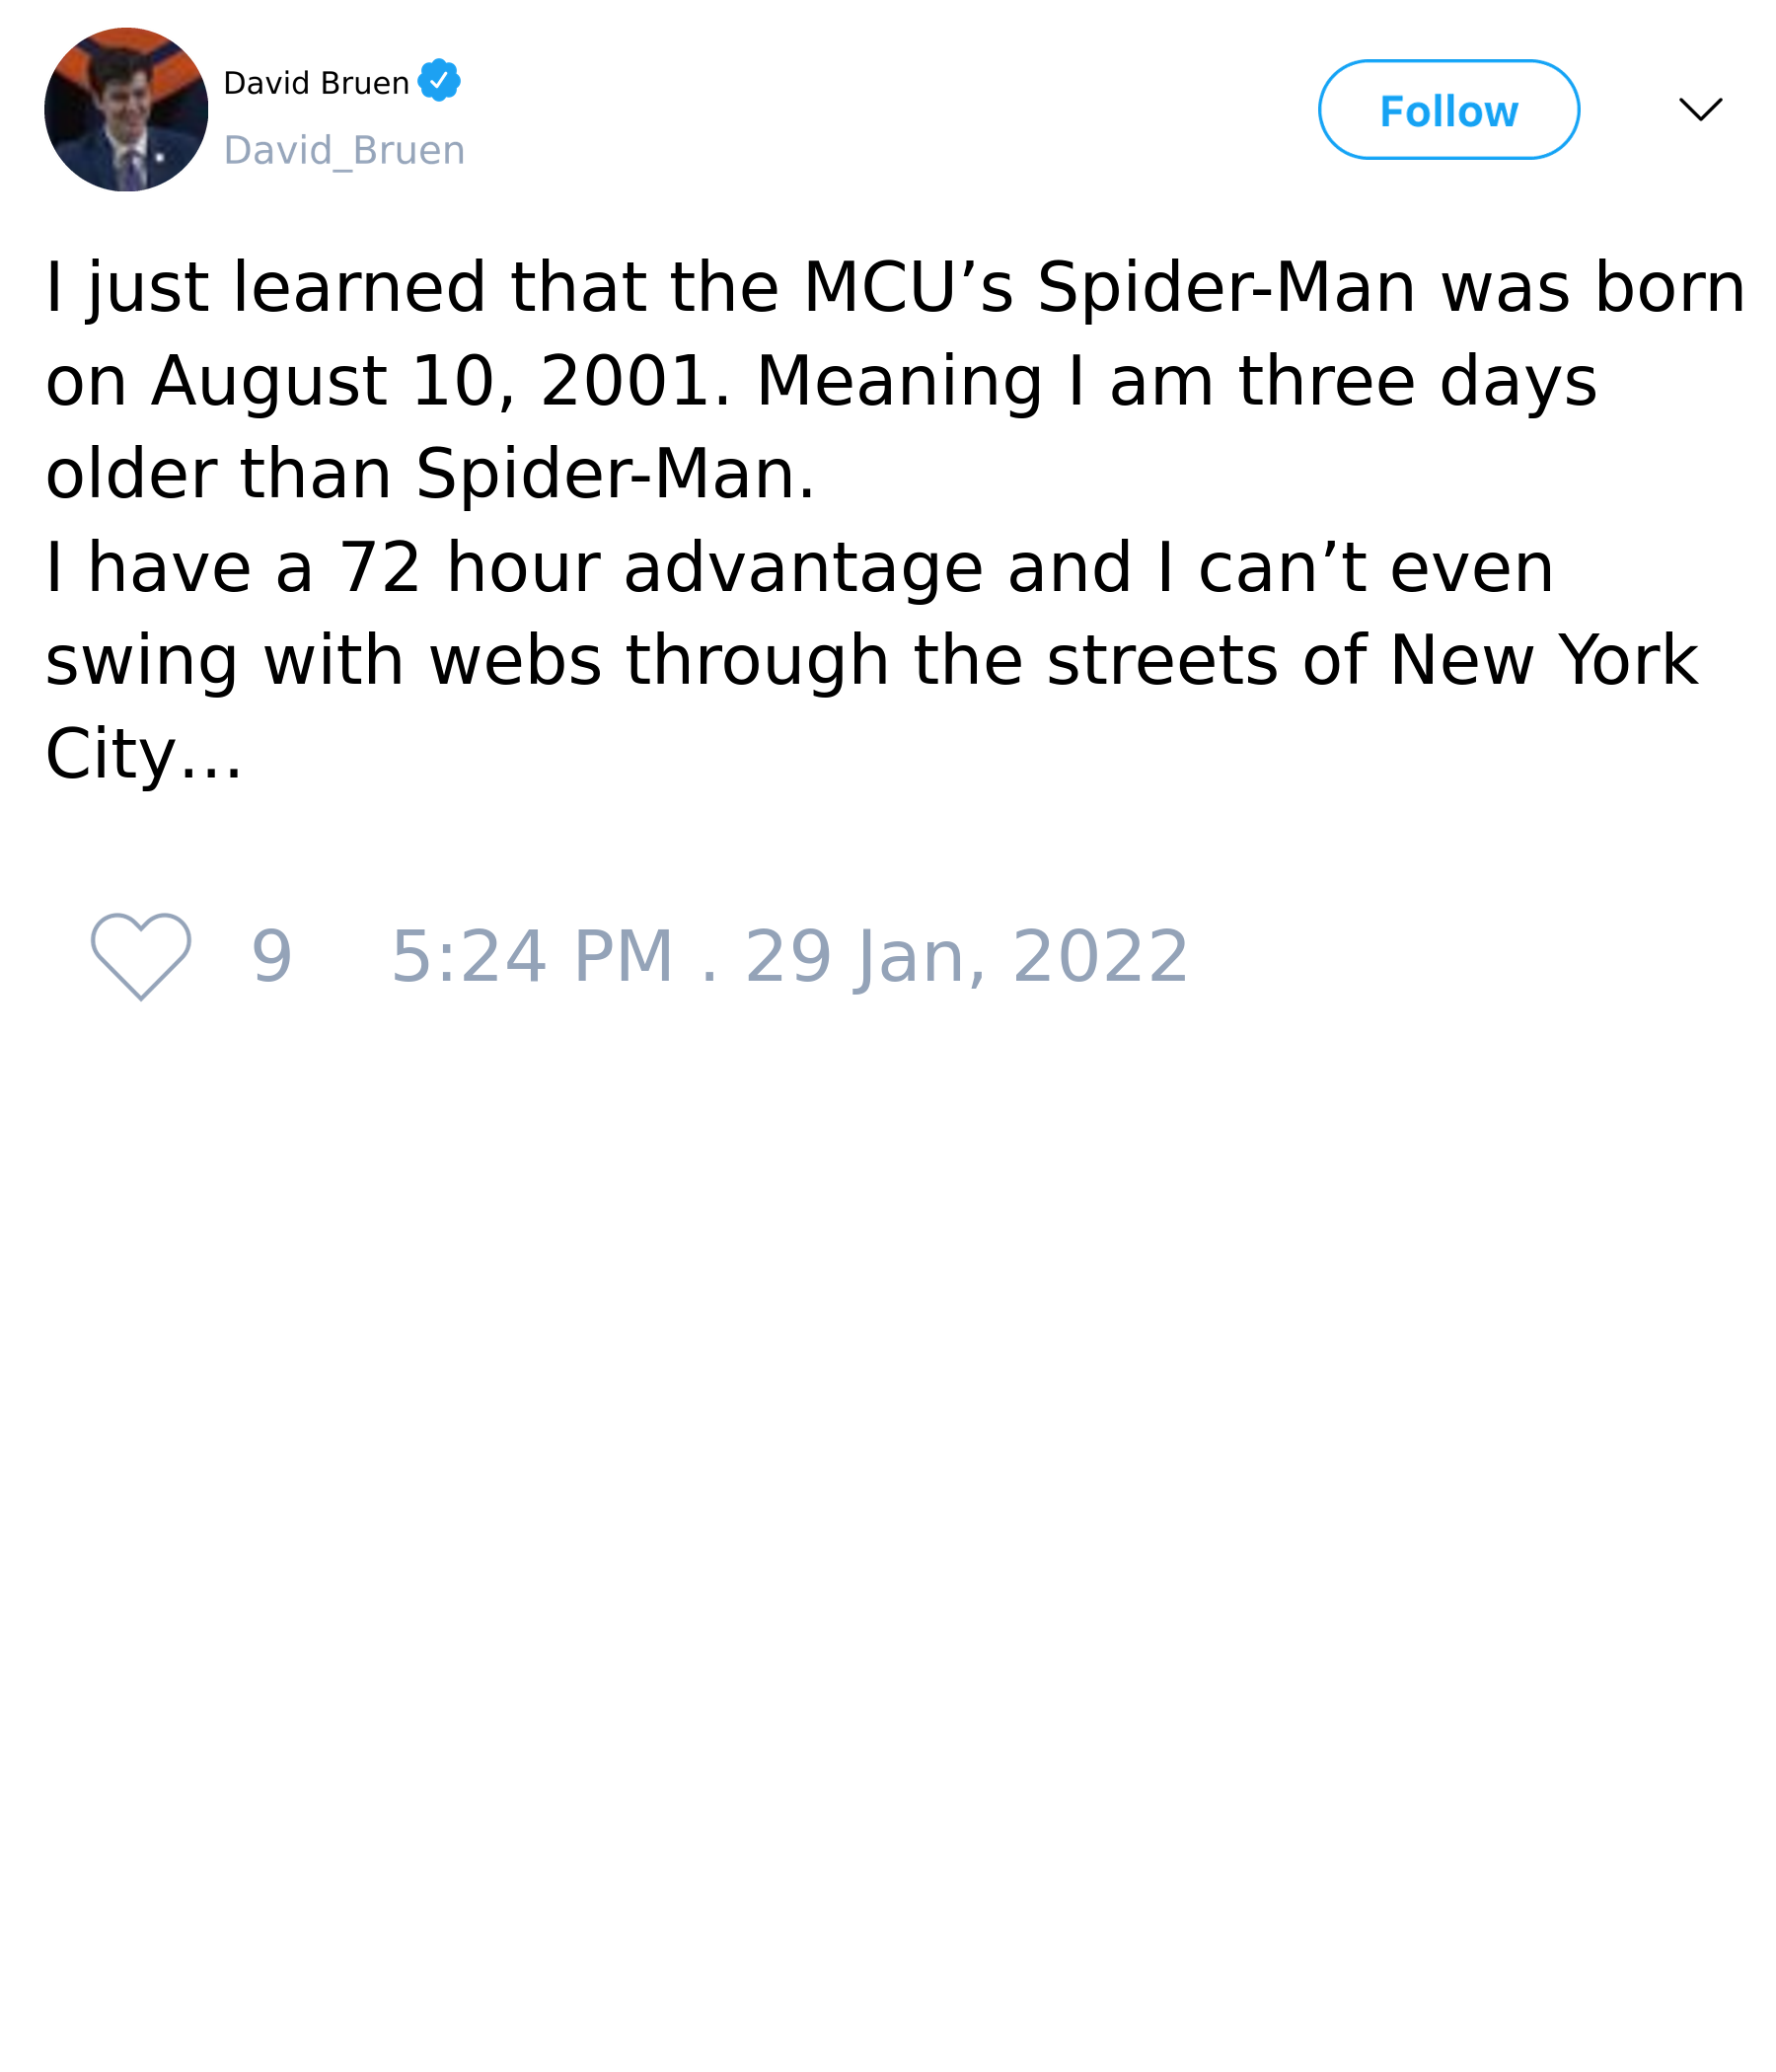 David Bruen
David_Bruen
Follow
I just learned that the MCU’s Spider-Man was born
on August 10, 2001. Meaning I am three days
older than Spider-Man.
I have a 72 hour advantage and I can’t even
swing with webs through the streets of New York
City...
9 5:24 PM . 29 Jan, 2022